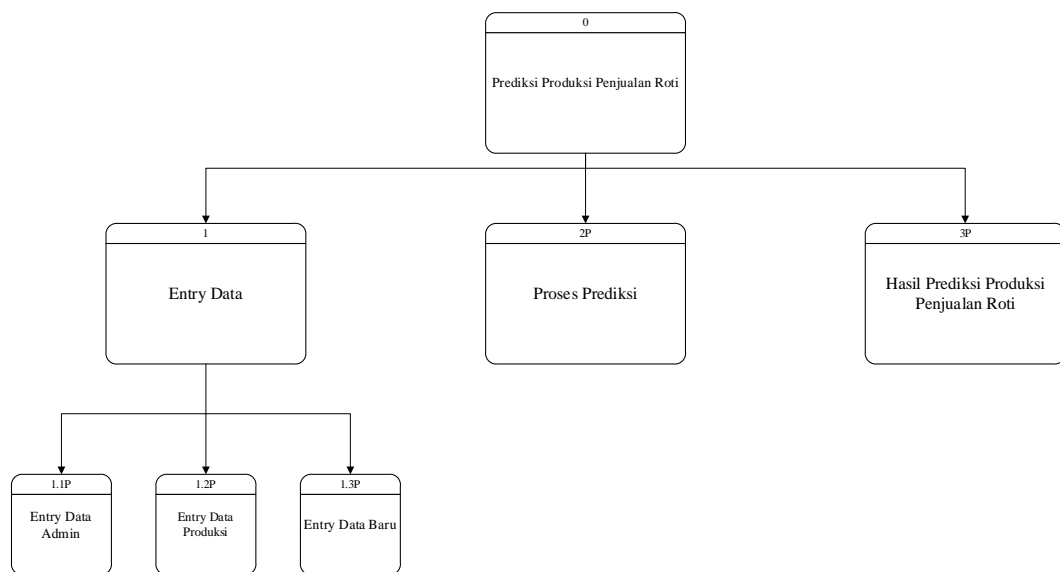 0
Prediksi Produksi Penjualan Roti
1
Entry Data
2P
Proses Prediksi
3P
Hasil Prediksi Produksi
Penjualan Roti
1.1P
Entry Data
Admin
1.2P
Entry Data
Produksi
1.3P
Entry Data Baru